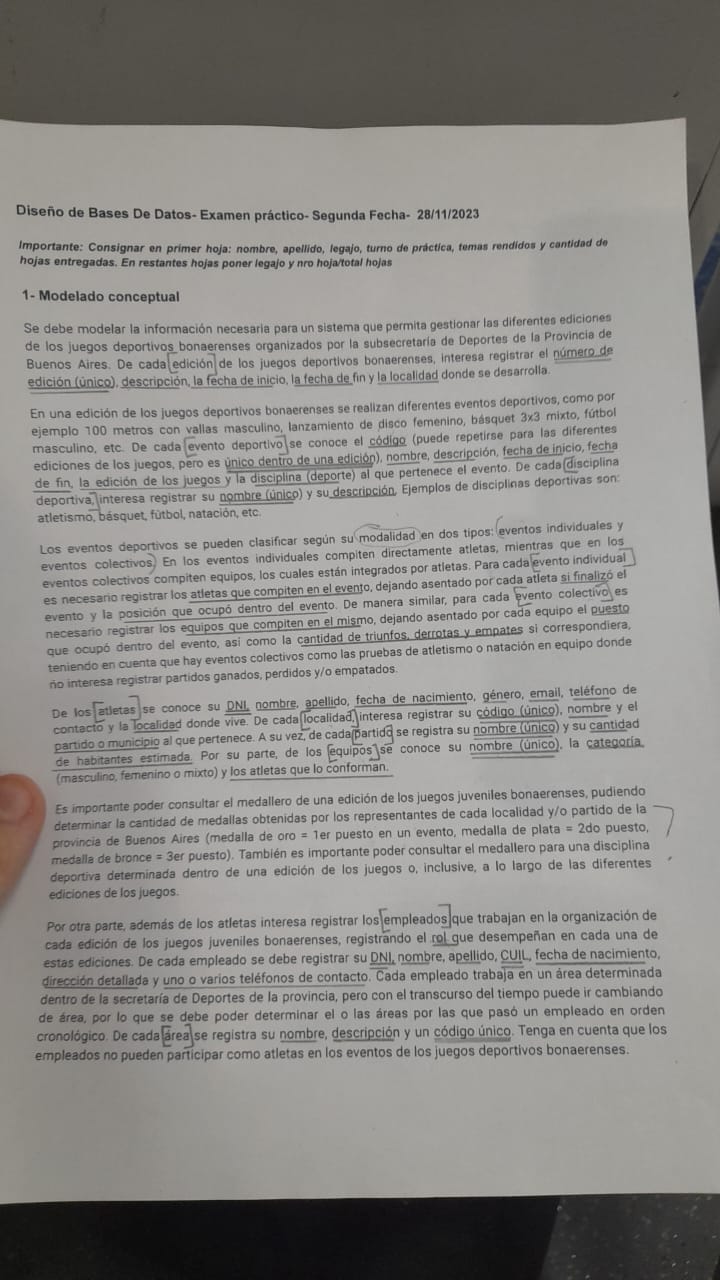 Diseño de Bases De Datos- Examen práctico- Segunda Fecha- 28/11/2023
Importante: Consignar en primer hoja: nombre, apellido, legajo, turno de práctica, temas rendidos y cantidad de
hojas entregadas. En restantes hojas poner legajo y nro hoja/total hojas
1- Modelado conceptual
Se debe modelar la información necesaria para un sistema que permita gestionar las diferentes ediciones
de los juegos deportivos bonaerenses organizados por la subsecretaría de Deportes de la Provincia de
Buenos Aires. De cada edición de los juegos deportivos bonaerenses, interesa registrar el número de
edición (único), descripción, la fecha de inicio, la fecha de fin y la localidad donde se desarrolla.
En una edición de los juegos deportivos bonaerenses se realizan diferentes eventos deportivos, como por
ejemplo 100 metros con vallas masculino, lanzamiento de disco femenino, básquet 3x3 mixto, fútbol
masculino, etc. De cada evento deportivo se conoce el código (puede repetirse para las diferentes
ediciones de los juegos, pero es único dentro de una edición), nombre, descripción, fecha de inicio, fecha
de fin, la edición de los juegos y la disciplina (deporte) al que pertenece el evento. De cada disciplina
deportiva, interesa registrar su nombre (único) y su descripción. Ejemplos de disciplinas deportivas son:
atletismo, básquet, fútbol, natación, etc.
Los eventos deportivos se pueden clasificar según su modalidad en dos tipos: eventos individuales y
eventos colectivos. En los eventos individuales compiten directamente atletas, mientras que en los
eventos colectivos compiten equipos, los cuales están integrados por atletas. Para cada evento individual
es necesario registrar los atletas que compiten en el evento, dejando asentado por cada atleta si finalizó el
evento y la posición que ocupó dentro del evento. De manera similar, para cada evento colectivo es
necesario registrar los equipos que compiten en el mismo, dejando asentado por cada equipo el puesto
que ocupó dentro del evento, así como la cantidad de triunfos, derrotas y empates si correspondiera,
teniendo en cuenta que hay eventos colectivos como las pruebas de atletismo o natación en equipo donde
no interesa registrar partidos ganados, perdidos y/o empatados.
De los atletas se conoce su DNI, nombre, apellido, fecha de nacimiento, género, email, teléfono de
contacto y la localidad donde vive. De cada localidad, interesa registrar su código (único), nombre y el
partido o municipio al que pertenece. A su vez, de cada partido se registra su nombre (único) y su cantidad
de habitantes estimada. Por su parte, de los equipos se conoce su nombre (único), la categoría
(masculino, femenino o mixto) y los atletas que lo conforman.
Es importante poder consultar el medallero de una edición de los juegos juveniles bonaerenses, pudiendo
determinar la cantidad de medallas obtenidas por los representantes de cada localidad y/o partido de la
provincia de Buenos Aires (medalla de oro = 1er puesto en un evento, medalla de plata = 2do puesto,
medalla de bronce = 3er puesto). También es importante poder consultar el medallero para una disciplina
deportiva determinada dentro de una edición de los juegos o, inclusive, a lo largo de las diferentes
ediciones de los juegos.
Por otra parte, además de los atletas interesa registrar los empleados que trabajan en la organización de
cada edición de los juegos juveniles bonaerenses, registrando el rol que desempeñan en cada una de
estas ediciones. De cada empleado se debe registrar su DNI, nombre, apellido, CUIL, fecha de nacimiento,
dirección detallada y uno o varios teléfonos de contacto. Cada empleado trabaja en un área determinada
dentro de la secretaría de Deportes de la provincia, pero con el transcurso del tiempo puede ir cambiando
de área, por lo que se debe poder determinar el o las áreas por las que pasó un empleado en orden
cronológico. De cada área se registra su nombre, descripción y un código único. Tenga en cuenta que los
empleados no pueden participar como atletas en los eventos de los juegos deportivos bonaerenses.